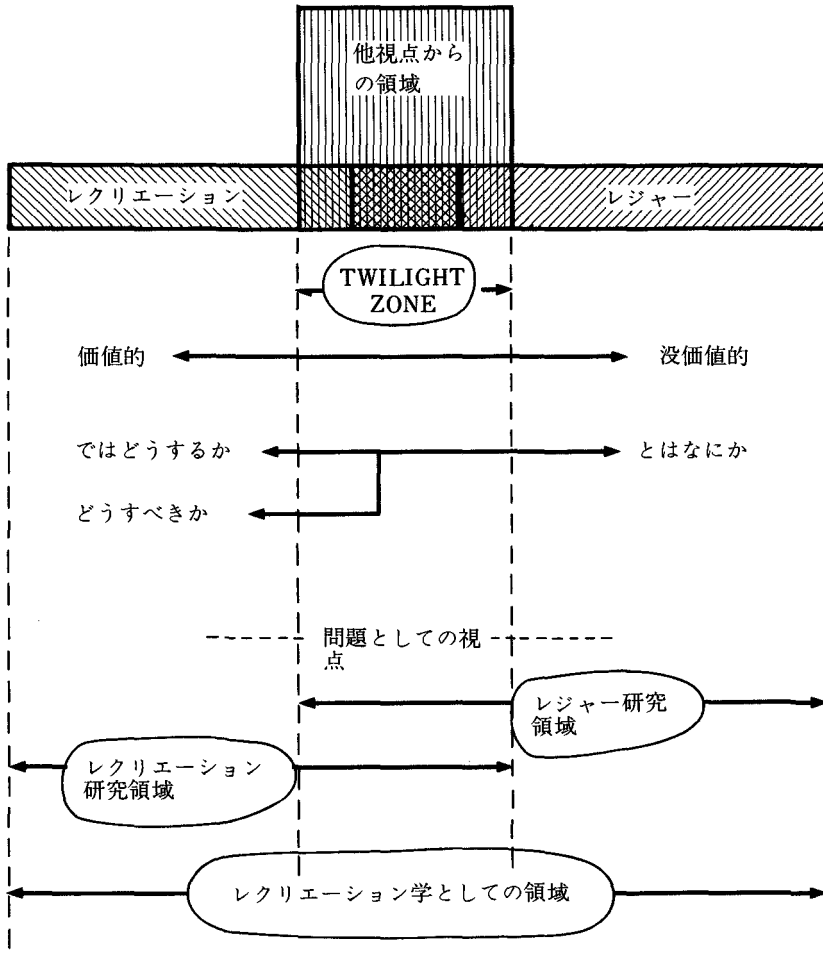 他視点から
の領域
レクリエーション
レジャー
TWILIGHT
ZONE
価値的
没価値的
ではどうするか
とはなにか
どうすべきか
問題としての視
点
レジャー研究
領域
レクリエーション
研究領域
レクリエーション学としての領域